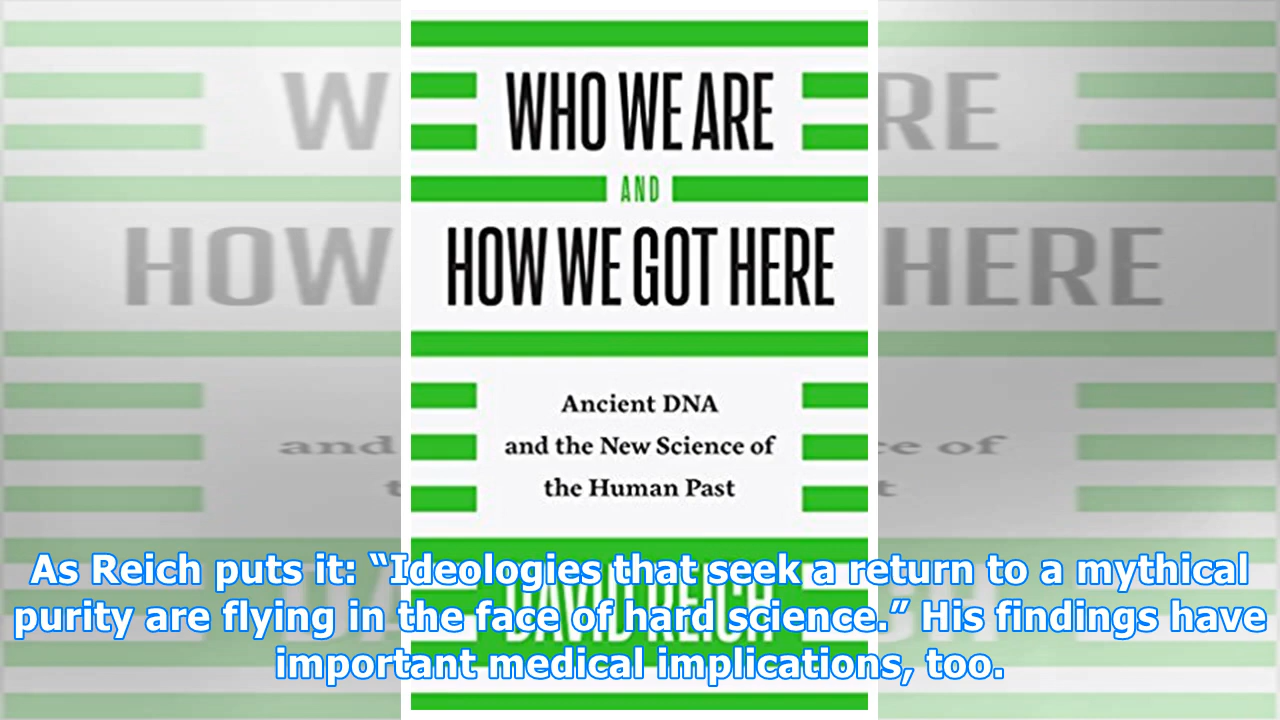 WHO WE ARE
AND
HOW WE GOT HERE
Ancient DNA
and the New Science of
the Human Past
DAVID REICH
As Reich puts it: “Ideologies that seek a return to a mythical
purity are flying in the face of hard science.” His findings have
important medical implications, too.